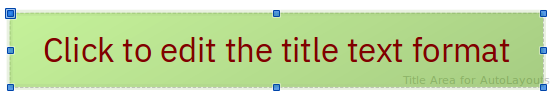 Click to edit the title text format
Title Area for AutoLayouts